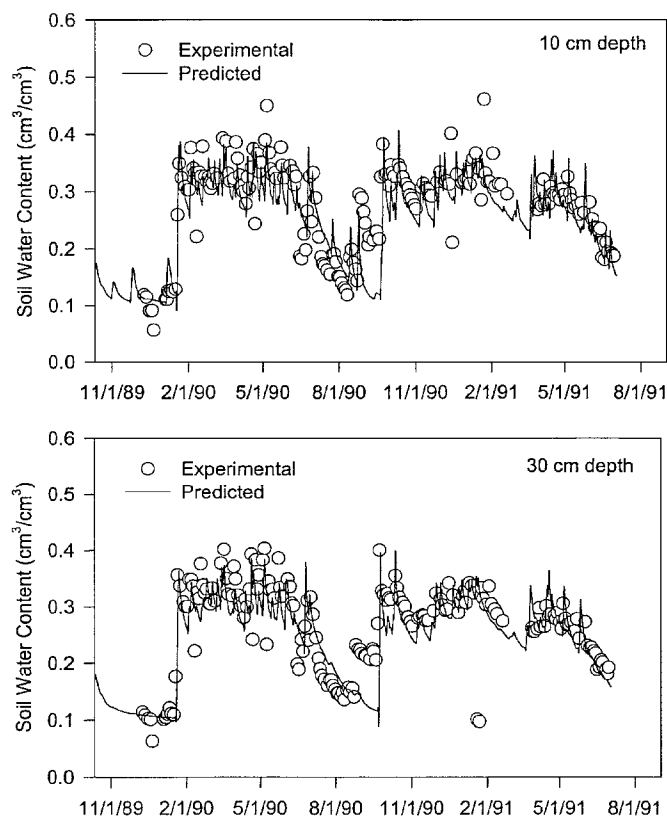 0.6
Experimental
10 cm depth
Predicted
0.5
0.4
0.3
0.2
0.1
0.0
Soil Water Content (cm³/cm³)
11/1/89 2/1/90 5/1/90 8/1/90 11/1/90 2/1/91 5/1/91 8/1/91
0.6
Experimental
30 cm depth
Predicted
0.5
0.4
0.3
0.2
0.1
0.0
Soil Water Content (cm³/cm³)
11/1/89 2/1/90 5/1/90 8/1/90 11/1/90 2/1/91 5/1/91 8/1/91